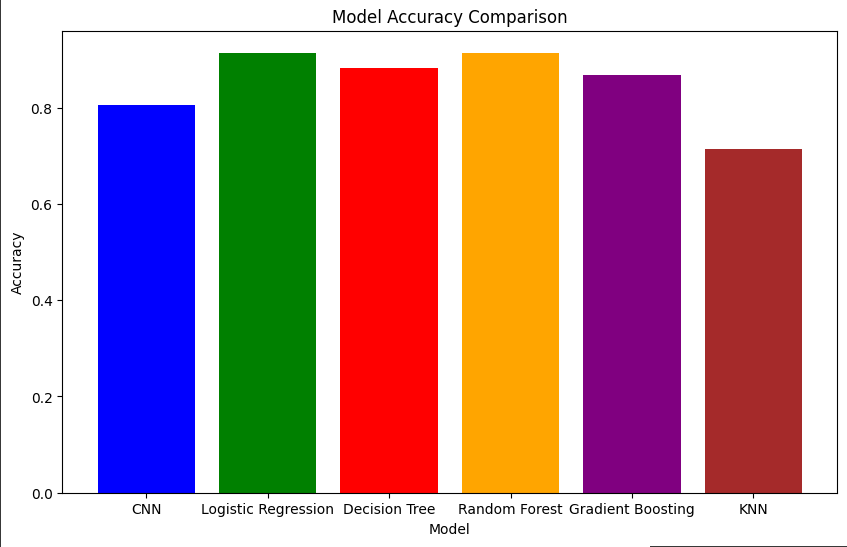 Model Accuracy Comparison
Accuracy
0.8
0.6
0.4
0.2
0.0
CNN Logistic Regression Decision Tree Random Forest Gradient Boosting KNN
Model